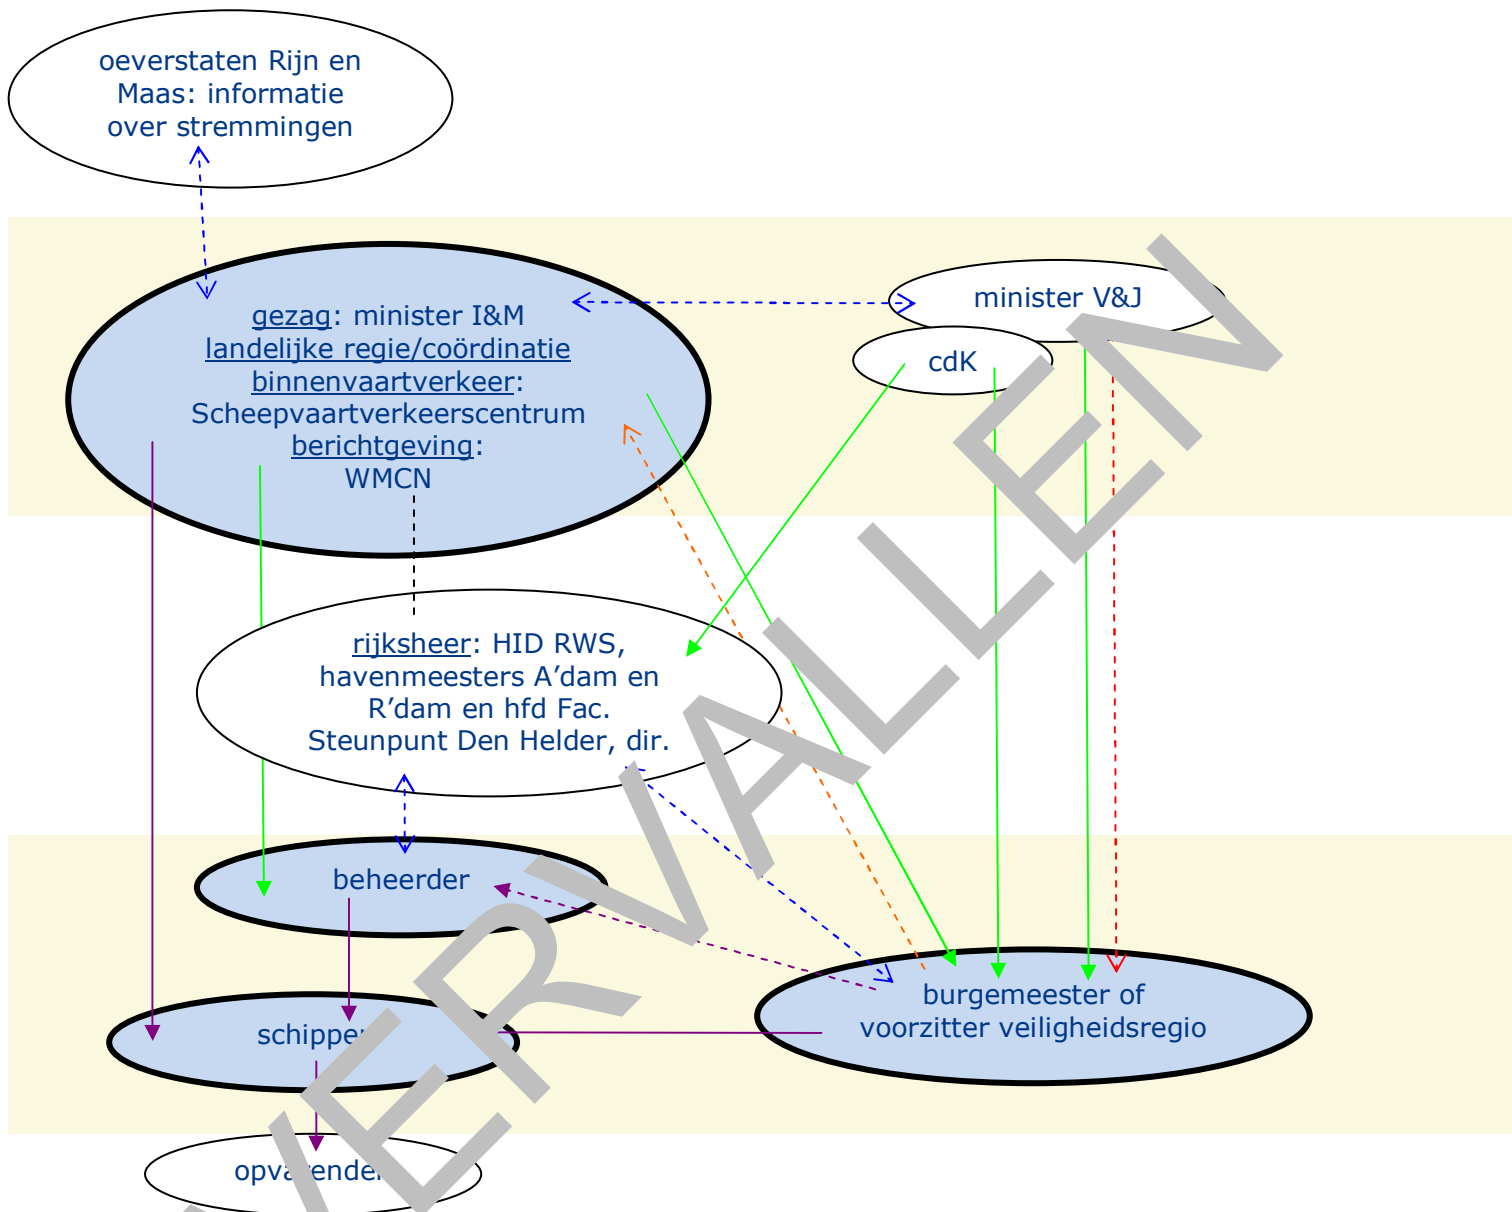 oeverstaten Rijn en
Maas: informatie
over stremmingen
gezag: minister I&M
landelijke regie/coördinatie
binnenvaartverkeer:
Scheepvaartverkeerscentrum
berichtgeving:
WMCN
minister V&J
cdK
rijksheer: HID RWS,
havenmeesters A’dam en
R’dam en hfd Fac.
Steunpunt Den Helder, dir.
beheerder
burgemeester of
voorzitter veiligheidsregio
schipper
opvarenden
VERVALLEN